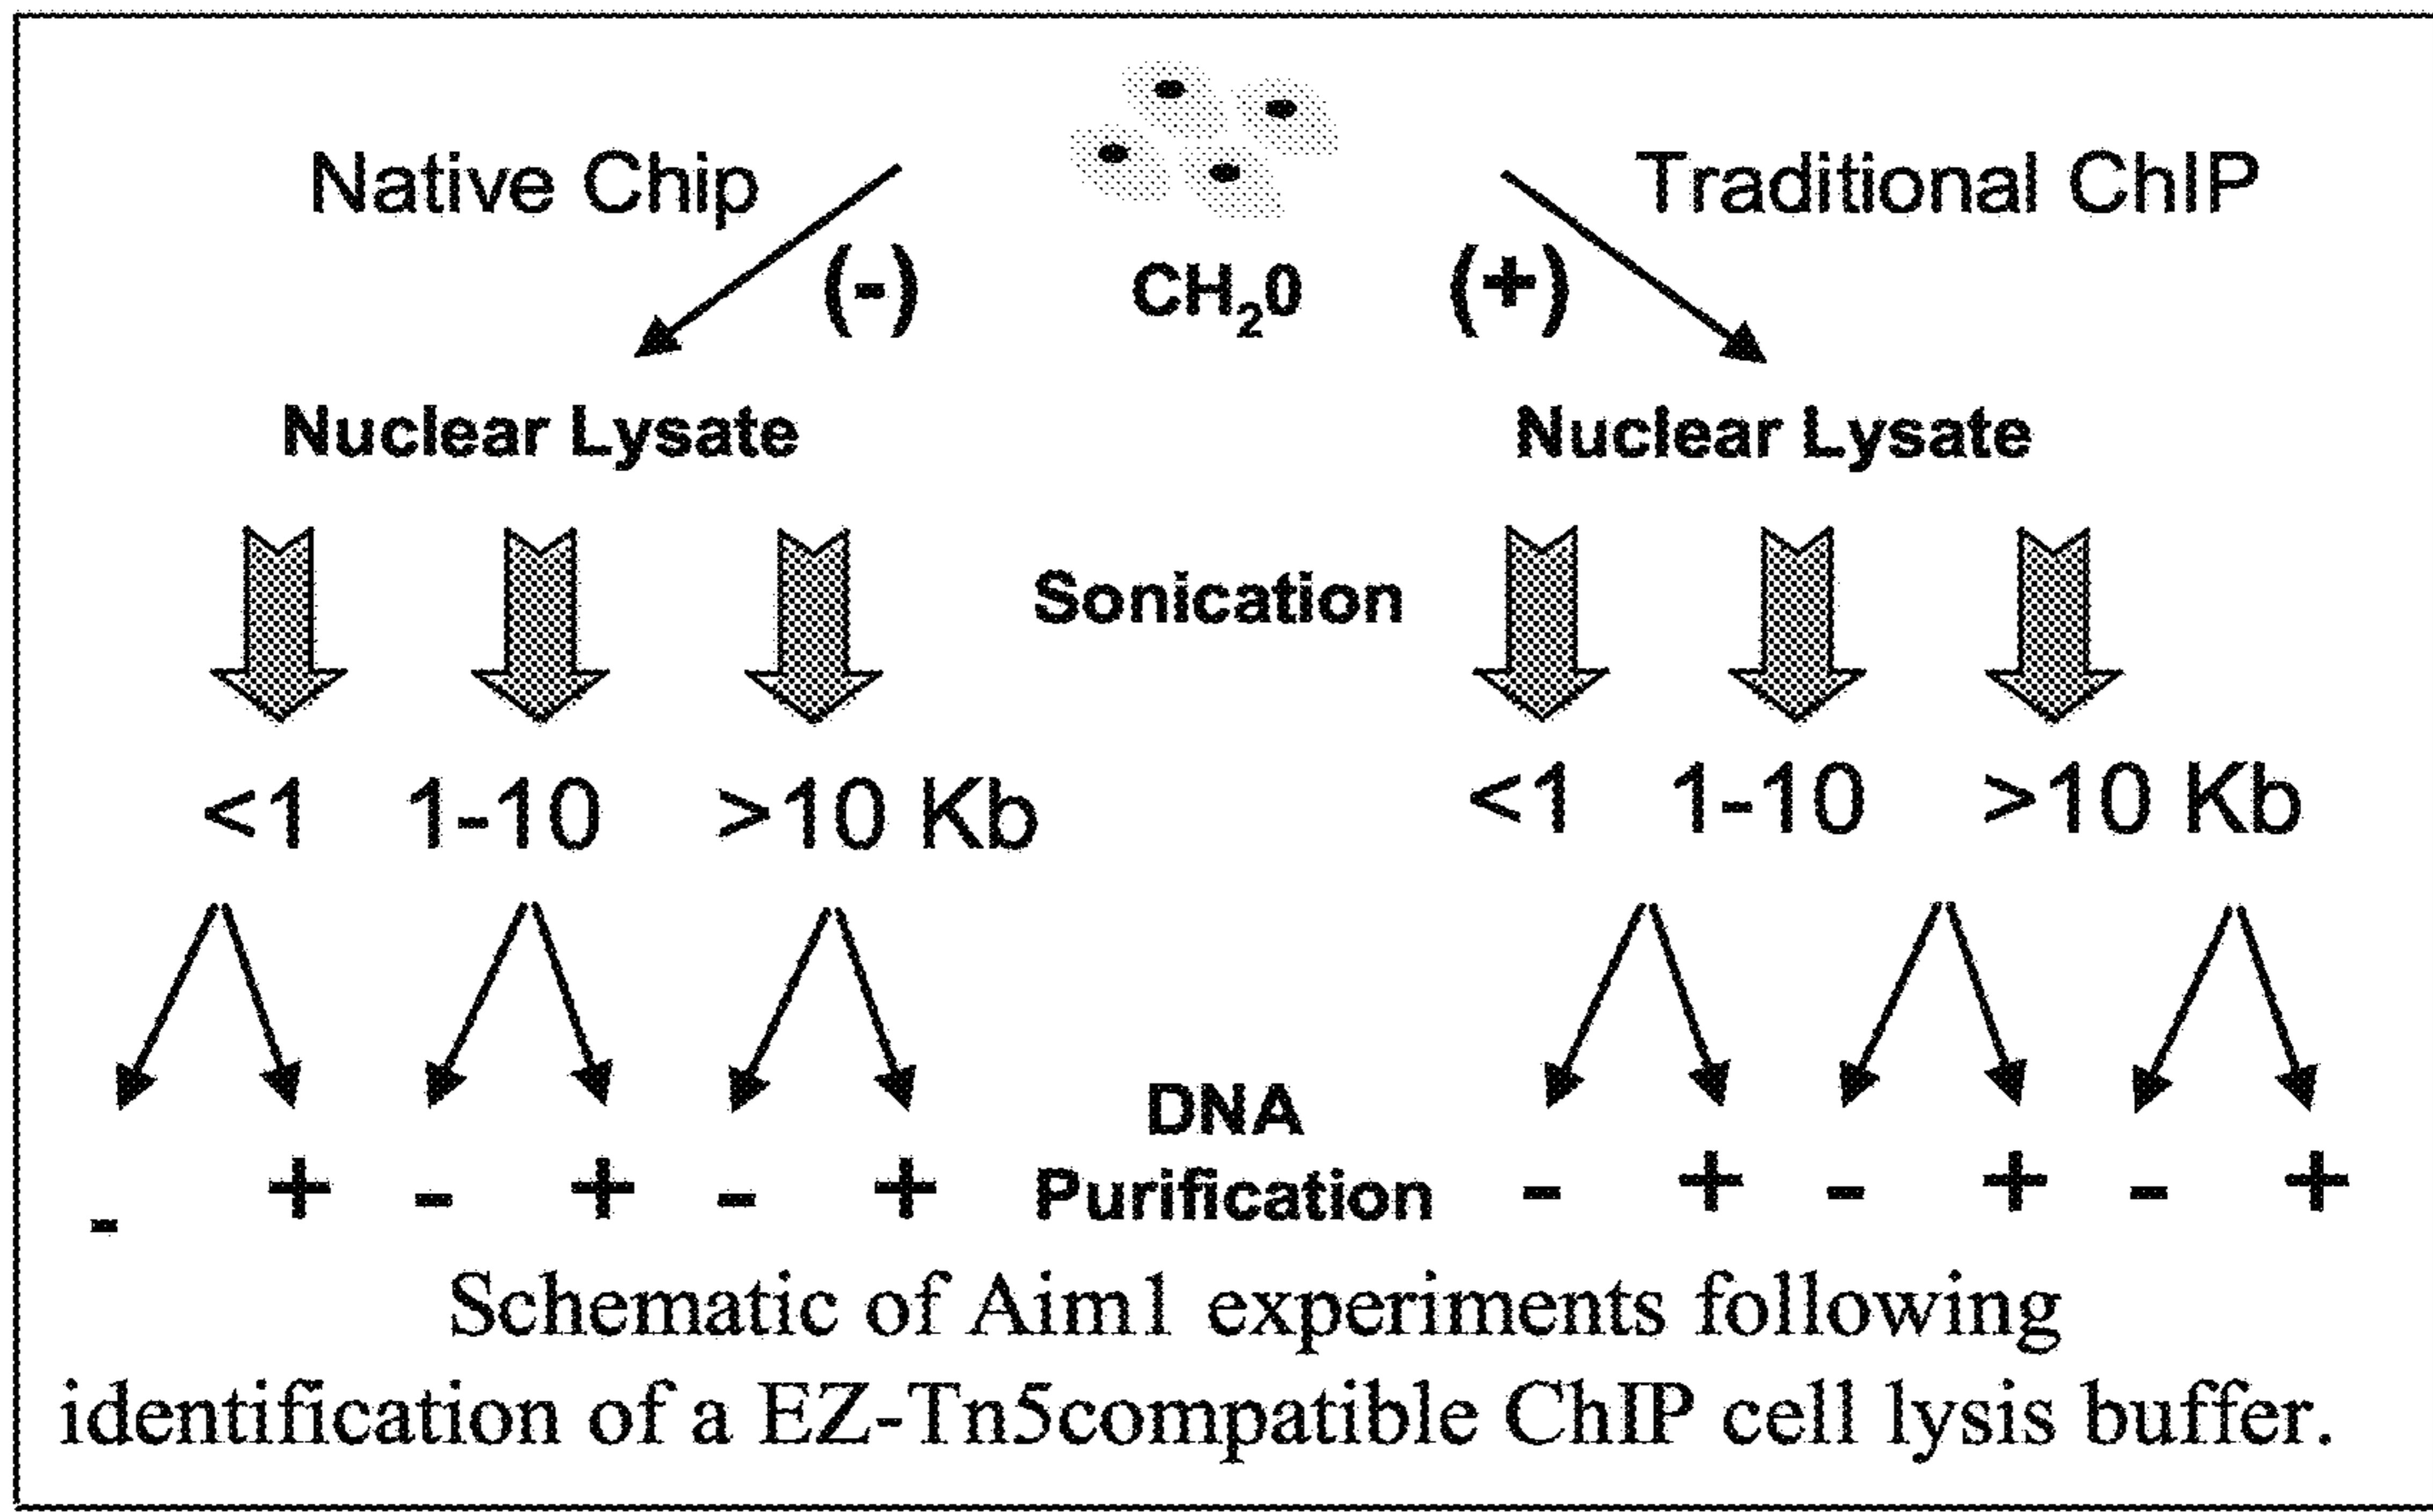 Native Chip
Traditional ChIP
(-)
CH₂0
(+)
Nuclear Lysate
Nuclear Lysate
Sonication
<1 1-10 >10 Kb
<1 1-10 >10 Kb
DNA
- + - + - + Purification - + - + - +
Schematic of Aim1 experiments following
identification of a EZ-Tn5compatible ChIP cell lysis buffer.